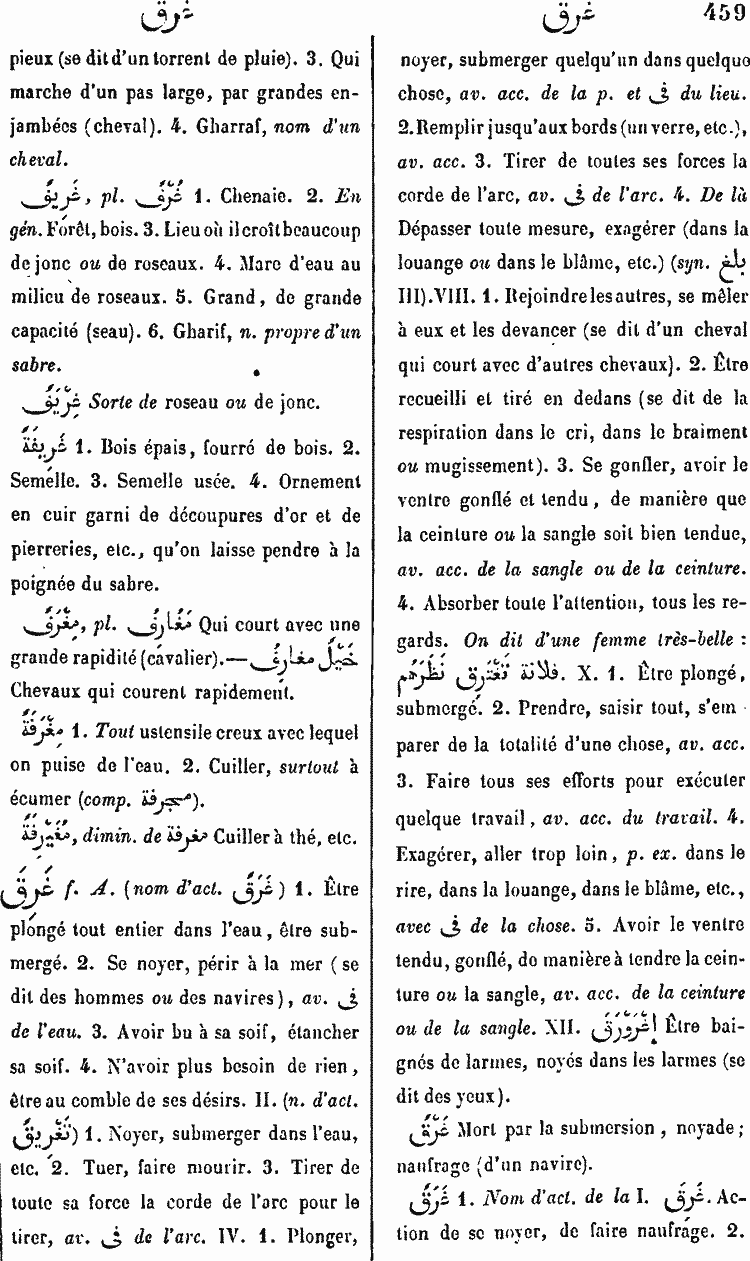 غرق
غرق 459
pieux (se dit d'un torrent de pluie). 3. Qui
marche d'un pas large, par grandes en-
jambées (cheval). 4. Gharraf, nom d'un
cheval.
غَرِيفٌ, pl. غُرُفٌ 1. Chenaie. 2. En
gén. Forêt, bois. 3. Lieu où il croît beaucoup
de jonc ou de roseaux. 4. Mare d'eau au
milieu de roseaux. 5. Grand, de grande
capacité (seau). 6. Gharif, n. propre d'un
sabre.
غِرْيَفٌ Sorte de roseau ou de jonc.
غَرِيفَةٌ 1. Bois épais, fourré de bois. 2.
Semelle. 3. Semelle usée. 4. Ornement
en cuir garni de découpures d'or et de
pierreries, etc., qu'on laisse pendre à la
poignée du sabre.
مِغْرَفٌ, pl. مَغَارِفُ Qui court avec une
grande rapidité (cavalier).—خَيْلٌ مغارِفُ
Chevaux qui courent rapidement.
مِغْرَفَةٌ 1. Tout ustensile creux avec lequel
on puise de l'eau. 2. Cuiller, surtout à
écumer (comp. مجرفة).
مُغَيْرِفَةٌ, dimin. de مغرفة Cuiller à thé, etc.
غَرِقَ f. A. (nom d'act. غَرَقٌ) 1. Être
plongé tout entier dans l'eau, être sub-
mergé. 2. Se noyer, périr à la mer (se
dit des hommes ou des navires), av. فى
de l'eau. 3. Avoir bu à sa soif, étancher
sa soif. 4. N'avoir plus besoin de rien,
être au comble de ses désirs. II. (n. d'act.
تَغْرِيقٌ) 1. Noyer, submerger dans l'eau,
etc. 2. Tuer, faire mourir. 3. Tirer de
toute sa force la corde de l'arc pour le
tirer, av. فى de l'arc. IV. 1. Plonger,
noyer, submerger quelqu'un dans quelque
chose, av. acc. de la p. et فى du lieu.
2. Remplir jusqu'aux bords (un verre, etc.),
av. acc. 3. Tirer de toutes ses forces la
corde de l'arc, av. فى de l'arc. 4. De là
Dépasser toute mesure, exagérer (dans la
louange ou dans le blâme, etc.) (syn. بلغ
III). VIII. 1. Rejoindre les autres, se mêler
à eux et les devancer (se dit d'un cheval
qui court avec d'autres chevaux). 2. Être
recueilli et tiré en dedans (se dit de la
respiration dans le cri, dans le braiment
ou mugissement). 3. Se gonfler, avoir le
ventre gonflé et tendu, de manière que
la ceinture ou la sangle soit bien tendue,
av. acc. de la sangle ou de la ceinture.
4. Absorber toute l'attention, tous les re-
gards. On dit d'une femme très-belle :
فلانة تَغْتَرِق نَظَرَهُم. X. 1. Être plongé,
submergé. 2. Prendre, saisir tout, s'em-
parer de la totalité d'une chose, av. acc.
3. Faire tous ses efforts pour exécuter
quelque travail, av. acc. du travail. 4.
Exagérer, aller trop loin, p. ex. dans le
rire, dans la louange, dans le blâme, etc.,
avec فى de la chose. 5. Avoir le ventre
tendu, gonflé, de manière à tendre la cein-
ture ou la sangle, av. acc. de la ceinture
ou de la sangle. XII. إِغْرَوْرَقَ Être bai-
gnés de larmes, noyés dans les larmes (se
dit des yeux).
غَرْقٌ Mort par la submersion, noyade;
naufrage (d'un navire).
غَرَقٌ 1. Nom d'act. de la I. غَرِقَ. Ac-
tion de se noyer, de faire naufrage. 2.